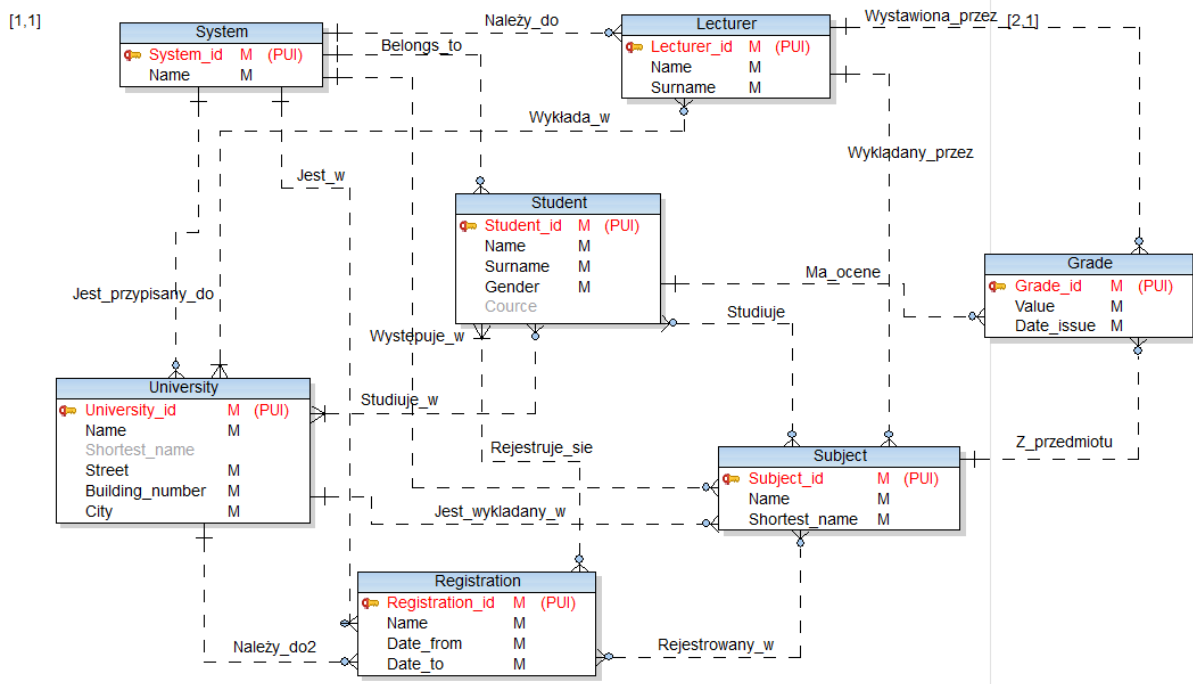 [1,1]
System
System_id M (PUI)
Name M
Należy_do
Belongs_to
Lecturer
Lecturer_id M (PUI)
Name M
Surname M
Wystawiona_przez
[2,1]
Wykłada_w
Wyklądany_przez
Jest_w
Student
Student_id M (PUI)
Name M
Surname M
Gender M
Cource
Ma_ocene
Grade
Grade_id M (PUI)
Value M
Date_issue M
Jest_przypisany_do
Wystepuje_w
Studiuje
University
University_id M (PUI)
Name M
Shortest_name
Street M
Building_number M
City M
Studiuje_w
Rejestruje_sie
Z_przedmiotu
Subject
Subject_id M (PUI)
Name M
Shortest_name M
Jest_wykladany_w
Registration
Registration_id M (PUI)
Name M
Date_from M
Date_to M
Należy_do2
Rejestrowany_w